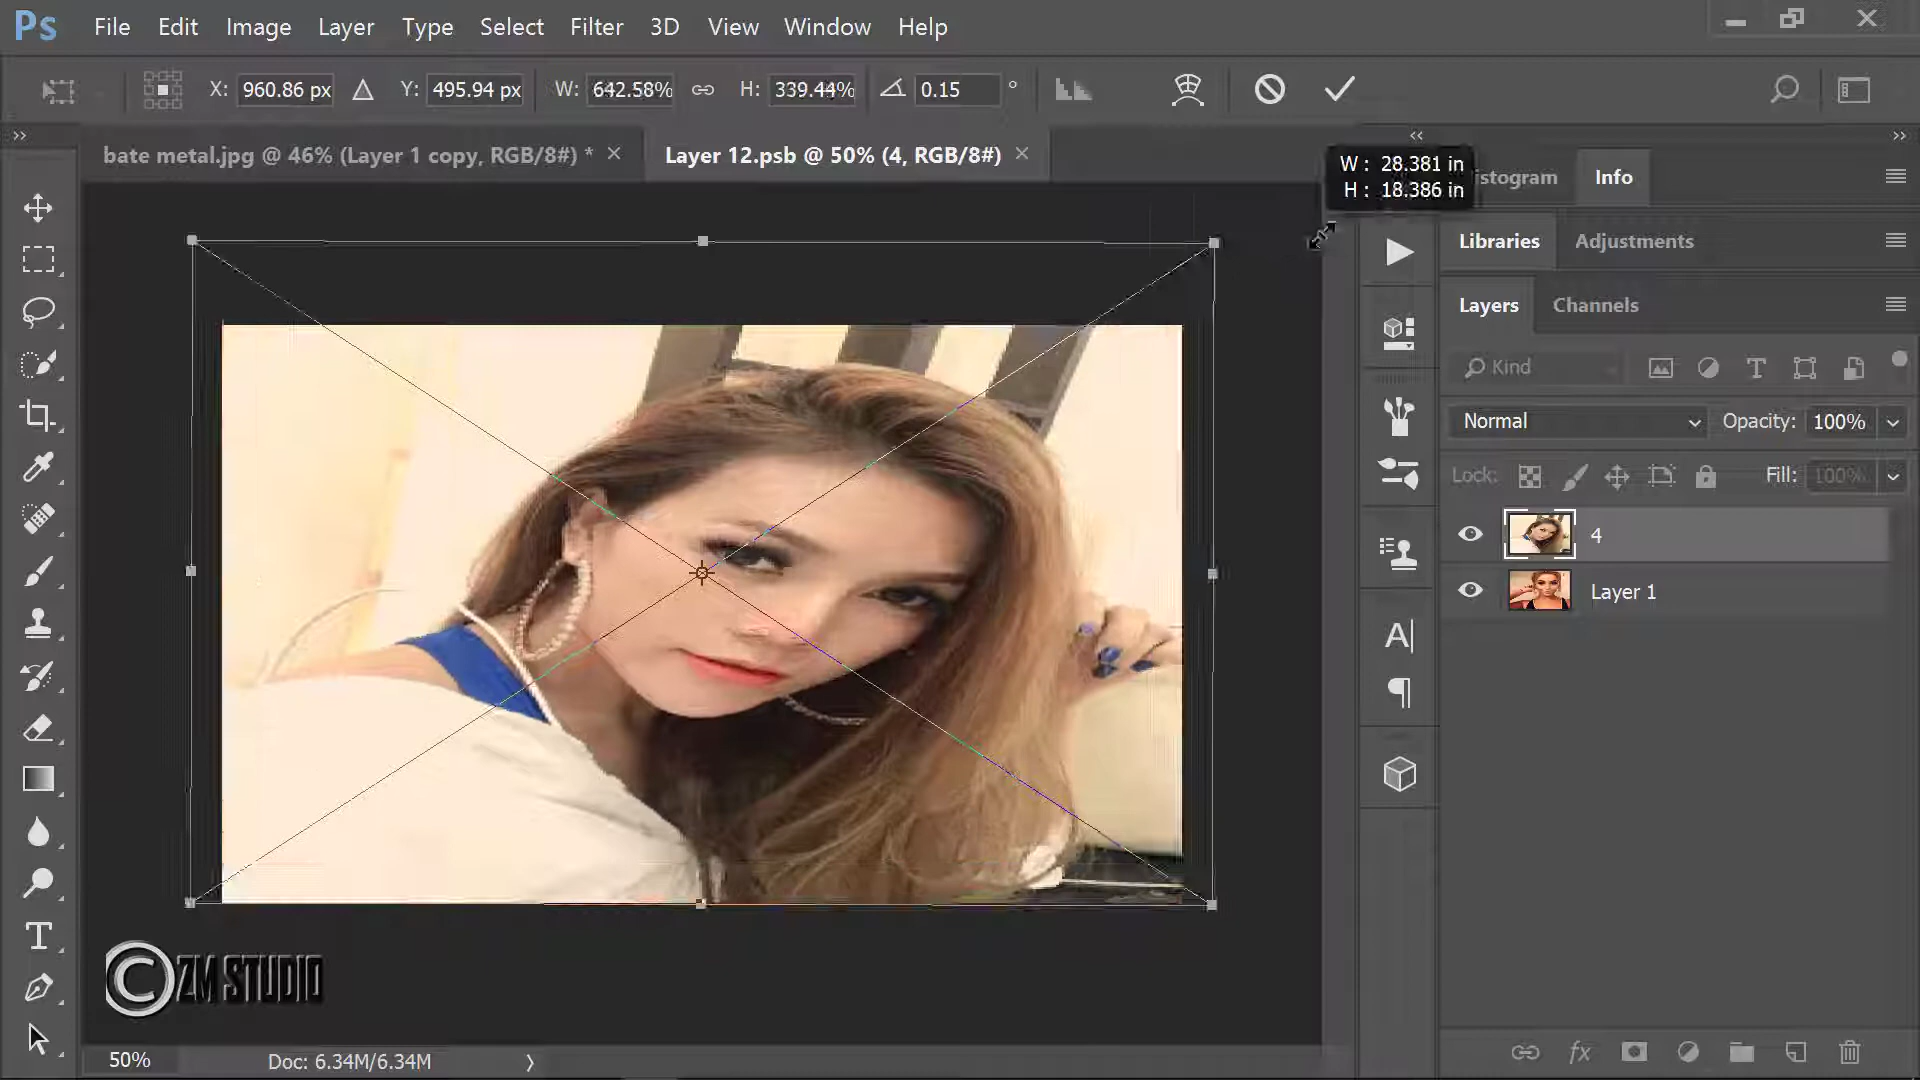 Ps File Edit Image Layer Type Select Filter 3D View Window Help
X: 960.86 px Y: 495.94 px W: 642.58% H: 339.44% 0.15 °
bate metal.jpg @ 46% (Layer 1 copy, RGB/8#) * × Layer 12.psb @ 50% (4, RGB/8#) ×
W : 28.381 in
H : 18.386 in
stogram Info
Libraries Adjustments
Layers Channels
Kind
Normal Opacity: 100%
Lock: Fill: 100%
4
Layer 1
© ZM STUDIO
50% Doc: 6.34M/6.34M